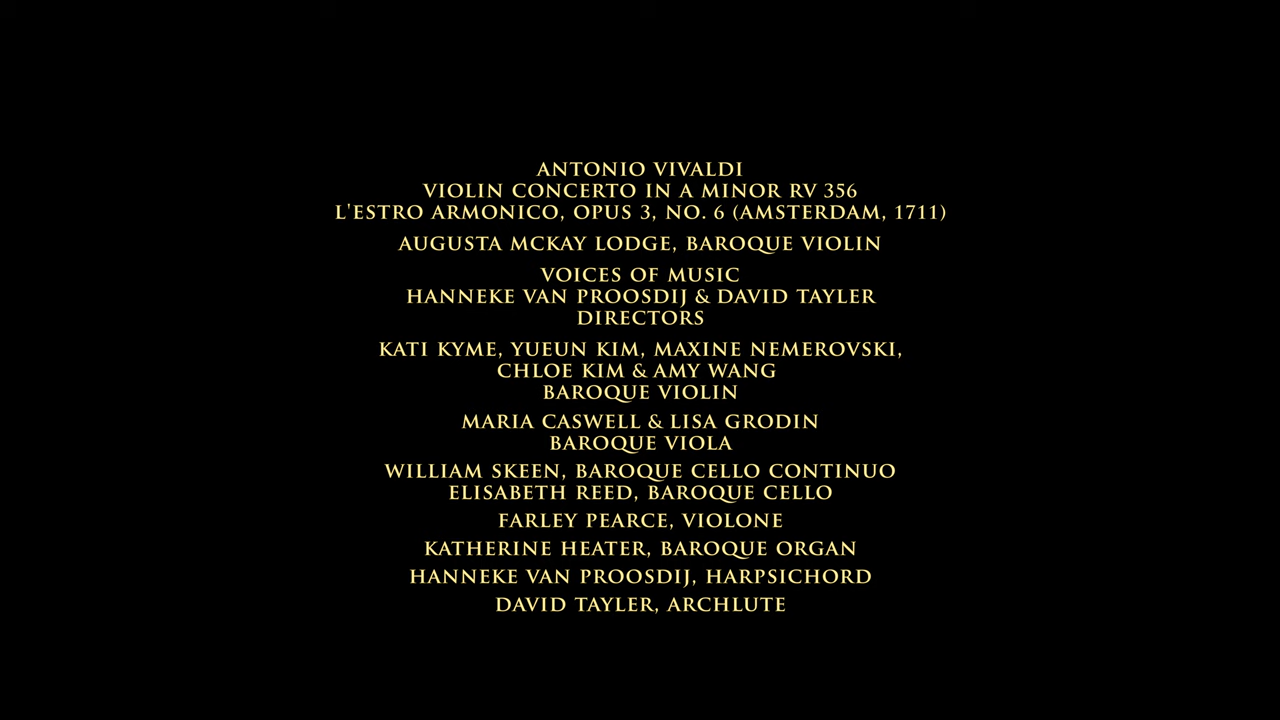 ANTONIO VIVALDI
VIOLIN CONCERTO IN A MINOR RV 356
L'ESTRO ARMONICO, OPUS 3, NO. 6 (AMSTERDAM, 1711)
AUGUSTA MCKAY LODGE, BAROQUE VIOLIN
VOICES OF MUSIC
HANNEKE VAN PROOSDIJ & DAVID TAYLER
DIRECTORS
KATI KYME, YUEUN KIM, MAXINE NEMEROVSKI,
CHLOE KIM & AMY WANG
BAROQUE VIOLIN
MARIA CASWELL & LISA GRODIN
BAROQUE VIOLA
WILLIAM SKEEN, BAROQUE CELLO CONTINUO
ELISABETH REED, BAROQUE CELLO
FARLEY PEARCE, VIOLONE
KATHERINE HEATER, BAROQUE ORGAN
HANNEKE VAN PROOSDIJ, HARPSICHORD
DAVID TAYLER, ARCHLUTE